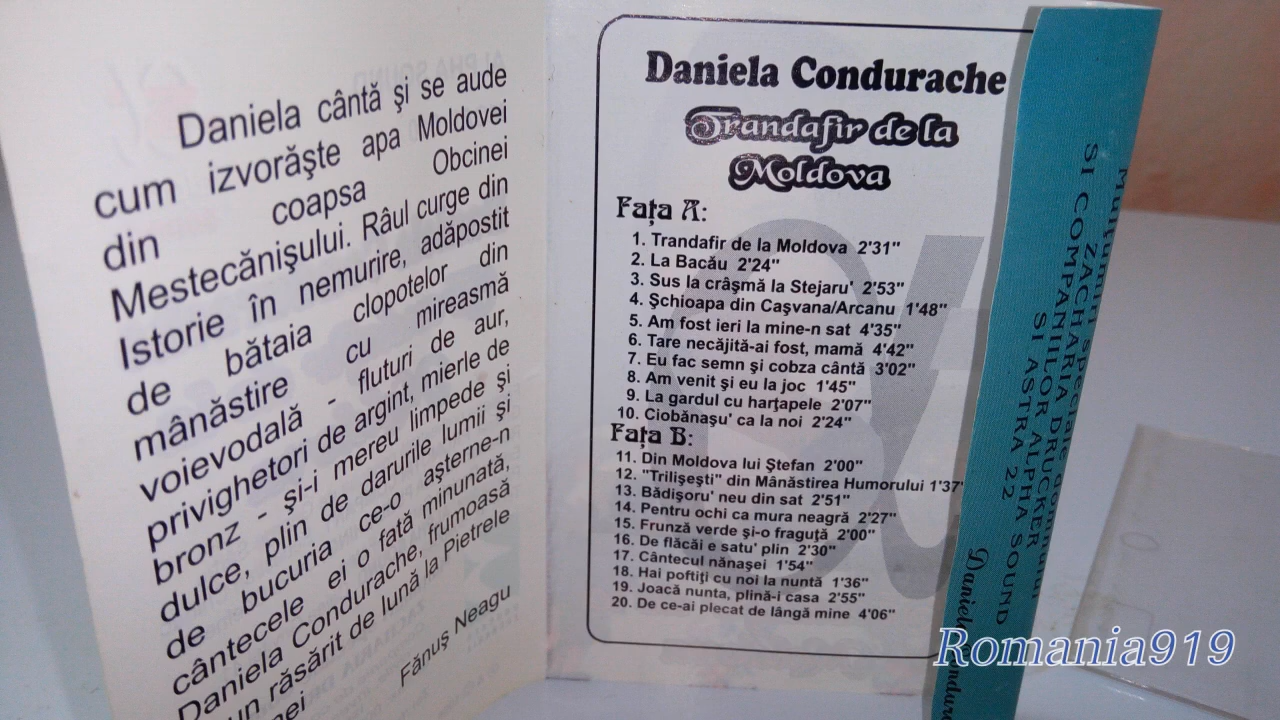 Daniela cântă şi se aude
cum izvorăşte apa Moldovei
din coapsa Obcinei
Mestecănişului. Râul curge din
Istorie în nemurire, adăpostit
de bătaia clopotelor din
mânăstire cu mireasmă
voievodală - fluturi de aur,
privighetori de argint, mierle de
bronz - şi-i mereu limpede şi
dulce, plin de darurile lumii şi
de bucuria ce-o aşterne-n
cântecele ei o fată minunată,
Daniela Condurache, frumoasă
un răsărit de lună la Pietrele
Fănuş Neagu
Daniela Condurache
Trandafir de la
Moldova
Faţa A:
1. Trandafir de la Moldova 2'31"
2. La Bacău 2'24"
3. Sus la crâşmă la Stejaru' 2'53"
4. Şchioapa din Caşvana/Arcanu 1'48"
5. Am fost ieri la mine-n sat 4'35"
6. Tare necăjită-ai fost, mamă 4'42"
7. Eu fac semn şi cobza cântă 3'02"
8. Am venit şi eu la joc 1'45"
9. La gardul cu harţapele 2'07"
10. Ciobănaşu' ca la noi 2'24"
Faţa B:
11. Din Moldova lui Ştefan 2'00"
12. "Trilişeşti" din Mânăstirea Humorului 1'37"
13. Bădişoru' neu din sat 2'51"
14. Pentru ochi ca mura neagră 2'27"
15. Frunză verde şi-o fraguţă 2'00"
16. De flăcăi e satu' plin 2'30"
17. Cântecul nănaşei 1'54"
18. Hai poftiţi cu noi la nuntă 1'36"
19. Joacă nunta, plină-i casa 2'55"
20. De ce-ai plecat de lângă mine 4'06"
Mulţumiri speciale domnului
ZACHARIA DRUCKER
SI COMPANIILOR ALPHA SOUND
SI ASTRA 22
Daniela
Romania919